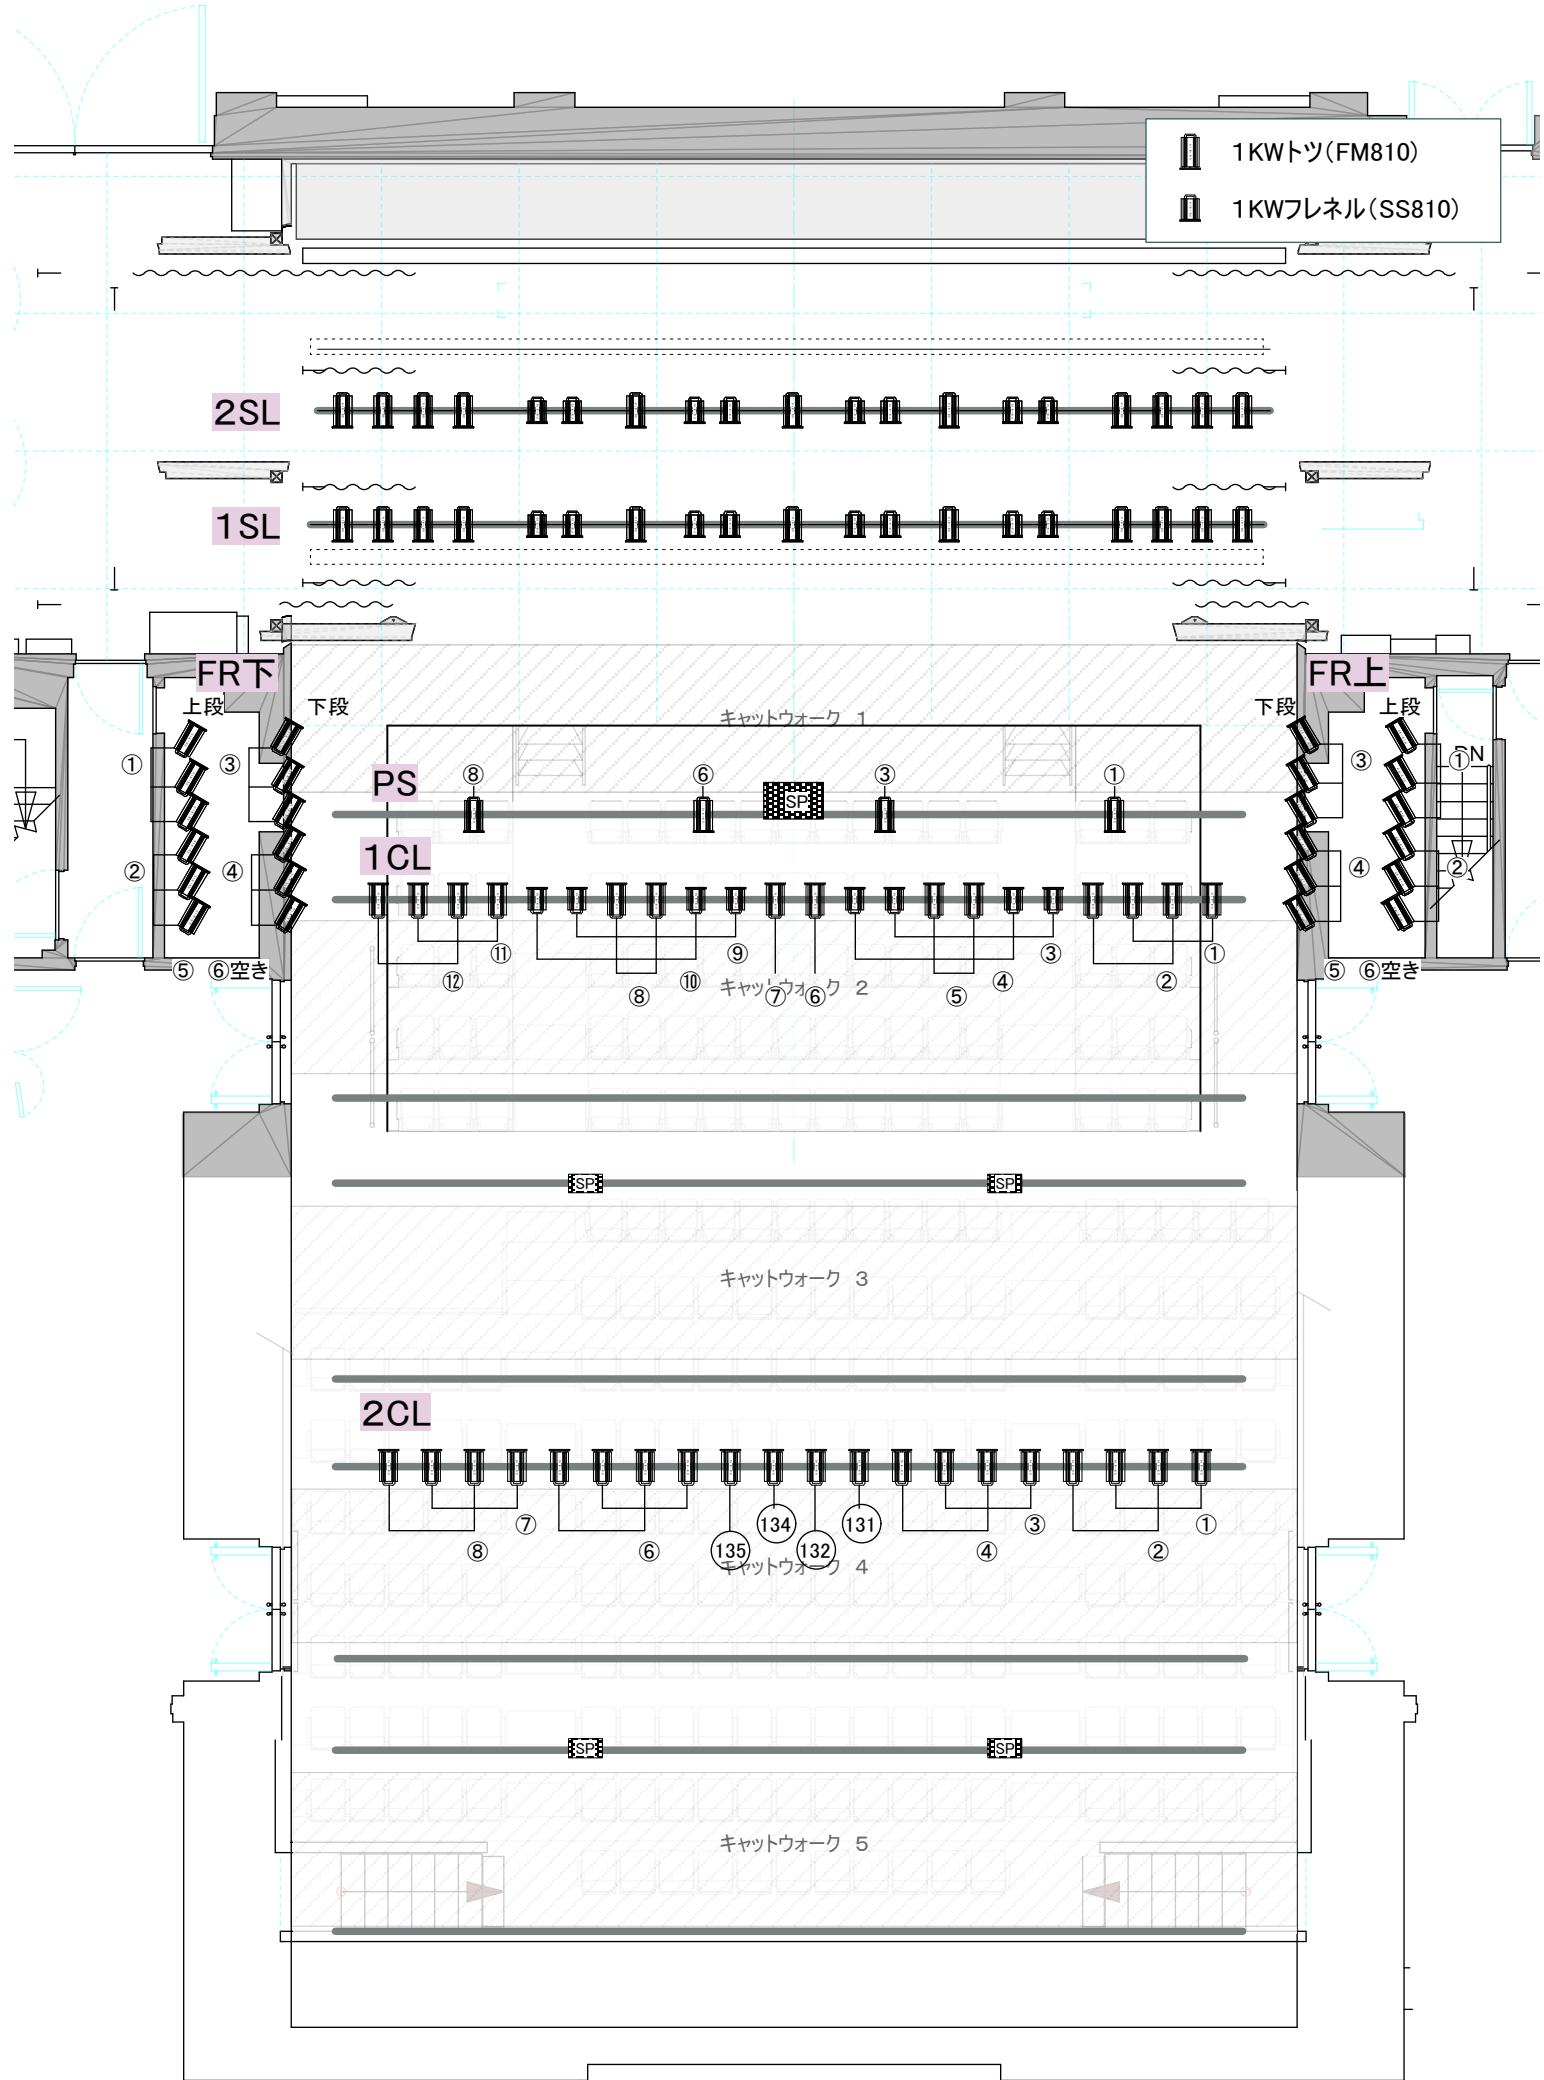 1KWトツ(FM810)
1KWフレネル(SS810)
2SL
1SL
FR下
上段
下段
①
③
②
④
⑤
⑥空き
FR上
下段
上段
DN
③
①
④
②
⑤
⑥空き
キャットウォーク 1
PS
⑧
⑥
SP
③
①
1CL
⑪
⑨
③
①
⑫
⑩
④
②
⑧
⑦
⑥
⑤
キャットウォーク 2
SP
SP
キャットウォーク 3
2CL
⑦
134
131
③
①
⑧
⑥
135
132
④
②
キャットウォーク 4
SP
SP
キャットウォーク 5